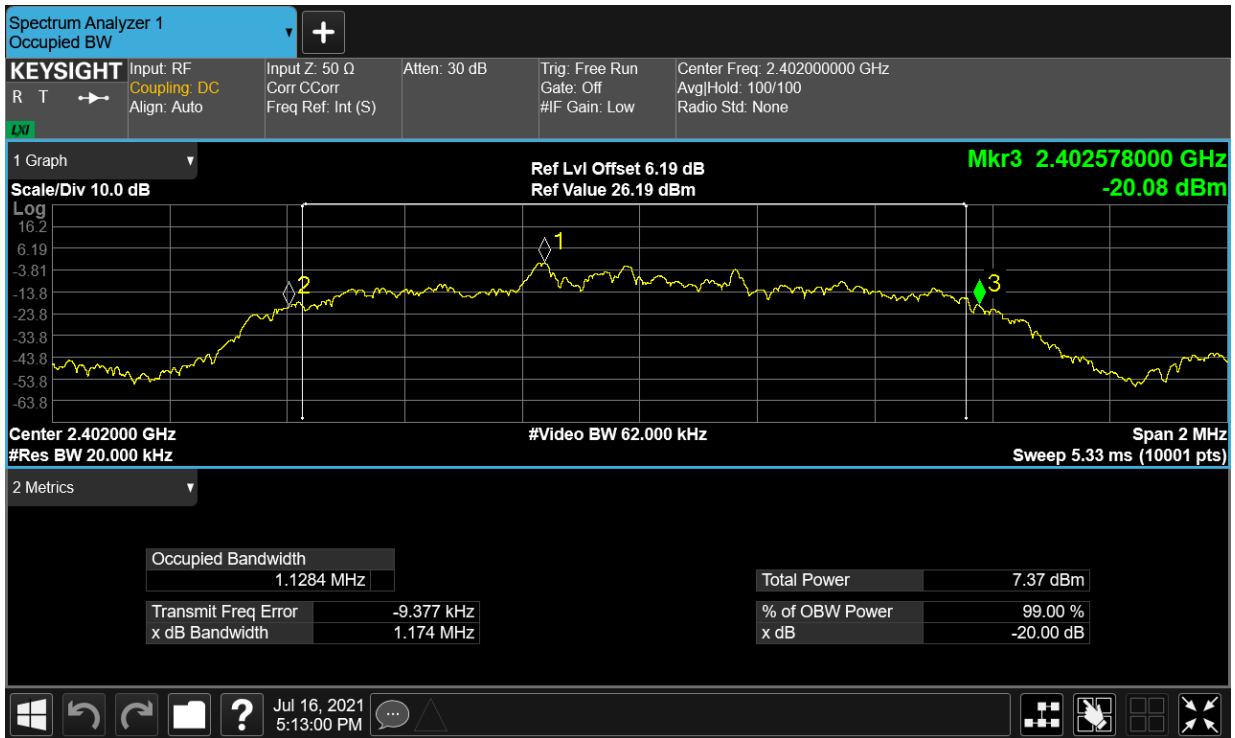 Spectrum Analyzer 1
Occupied BW
KEYSIGHT
R T
LXI
Input: RF
Coupling: DC
Align: Auto
Input Z: 50 Ω
Corr CCorr
Freq Ref: Int (S)
Atten: 30 dB
Trig: Free Run
Gate: Off
#IF Gain: Low
Center Freq: 2.402000000 GHz
Avg|Hold: 100/100
Radio Std: None
1 Graph
Scale/Div 10.0 dB
Ref Lvl Offset 6.19 dB
Ref Value 26.19 dBm
Mkr3 2.402578000 GHz
-20.08 dBm
Log
16.2
6.19
-3.81
-13.8
-23.8
-33.8
-43.8
-53.8
-63.8
1
2
3
Center 2.402000 GHz
#Video BW 62.000 kHz
Span 2 MHz
#Res BW 20.000 kHz
Sweep 5.33 ms (10001 pts)
2 Metrics
Occupied Bandwidth
1.1284 MHz
Total Power 7.37 dBm
Transmit Freq Error -9.377 kHz
% of OBW Power 99.00 %
x dB Bandwidth 1.174 MHz
x dB -20.00 dB
?
Jul 16, 2021
5:13:00 PM